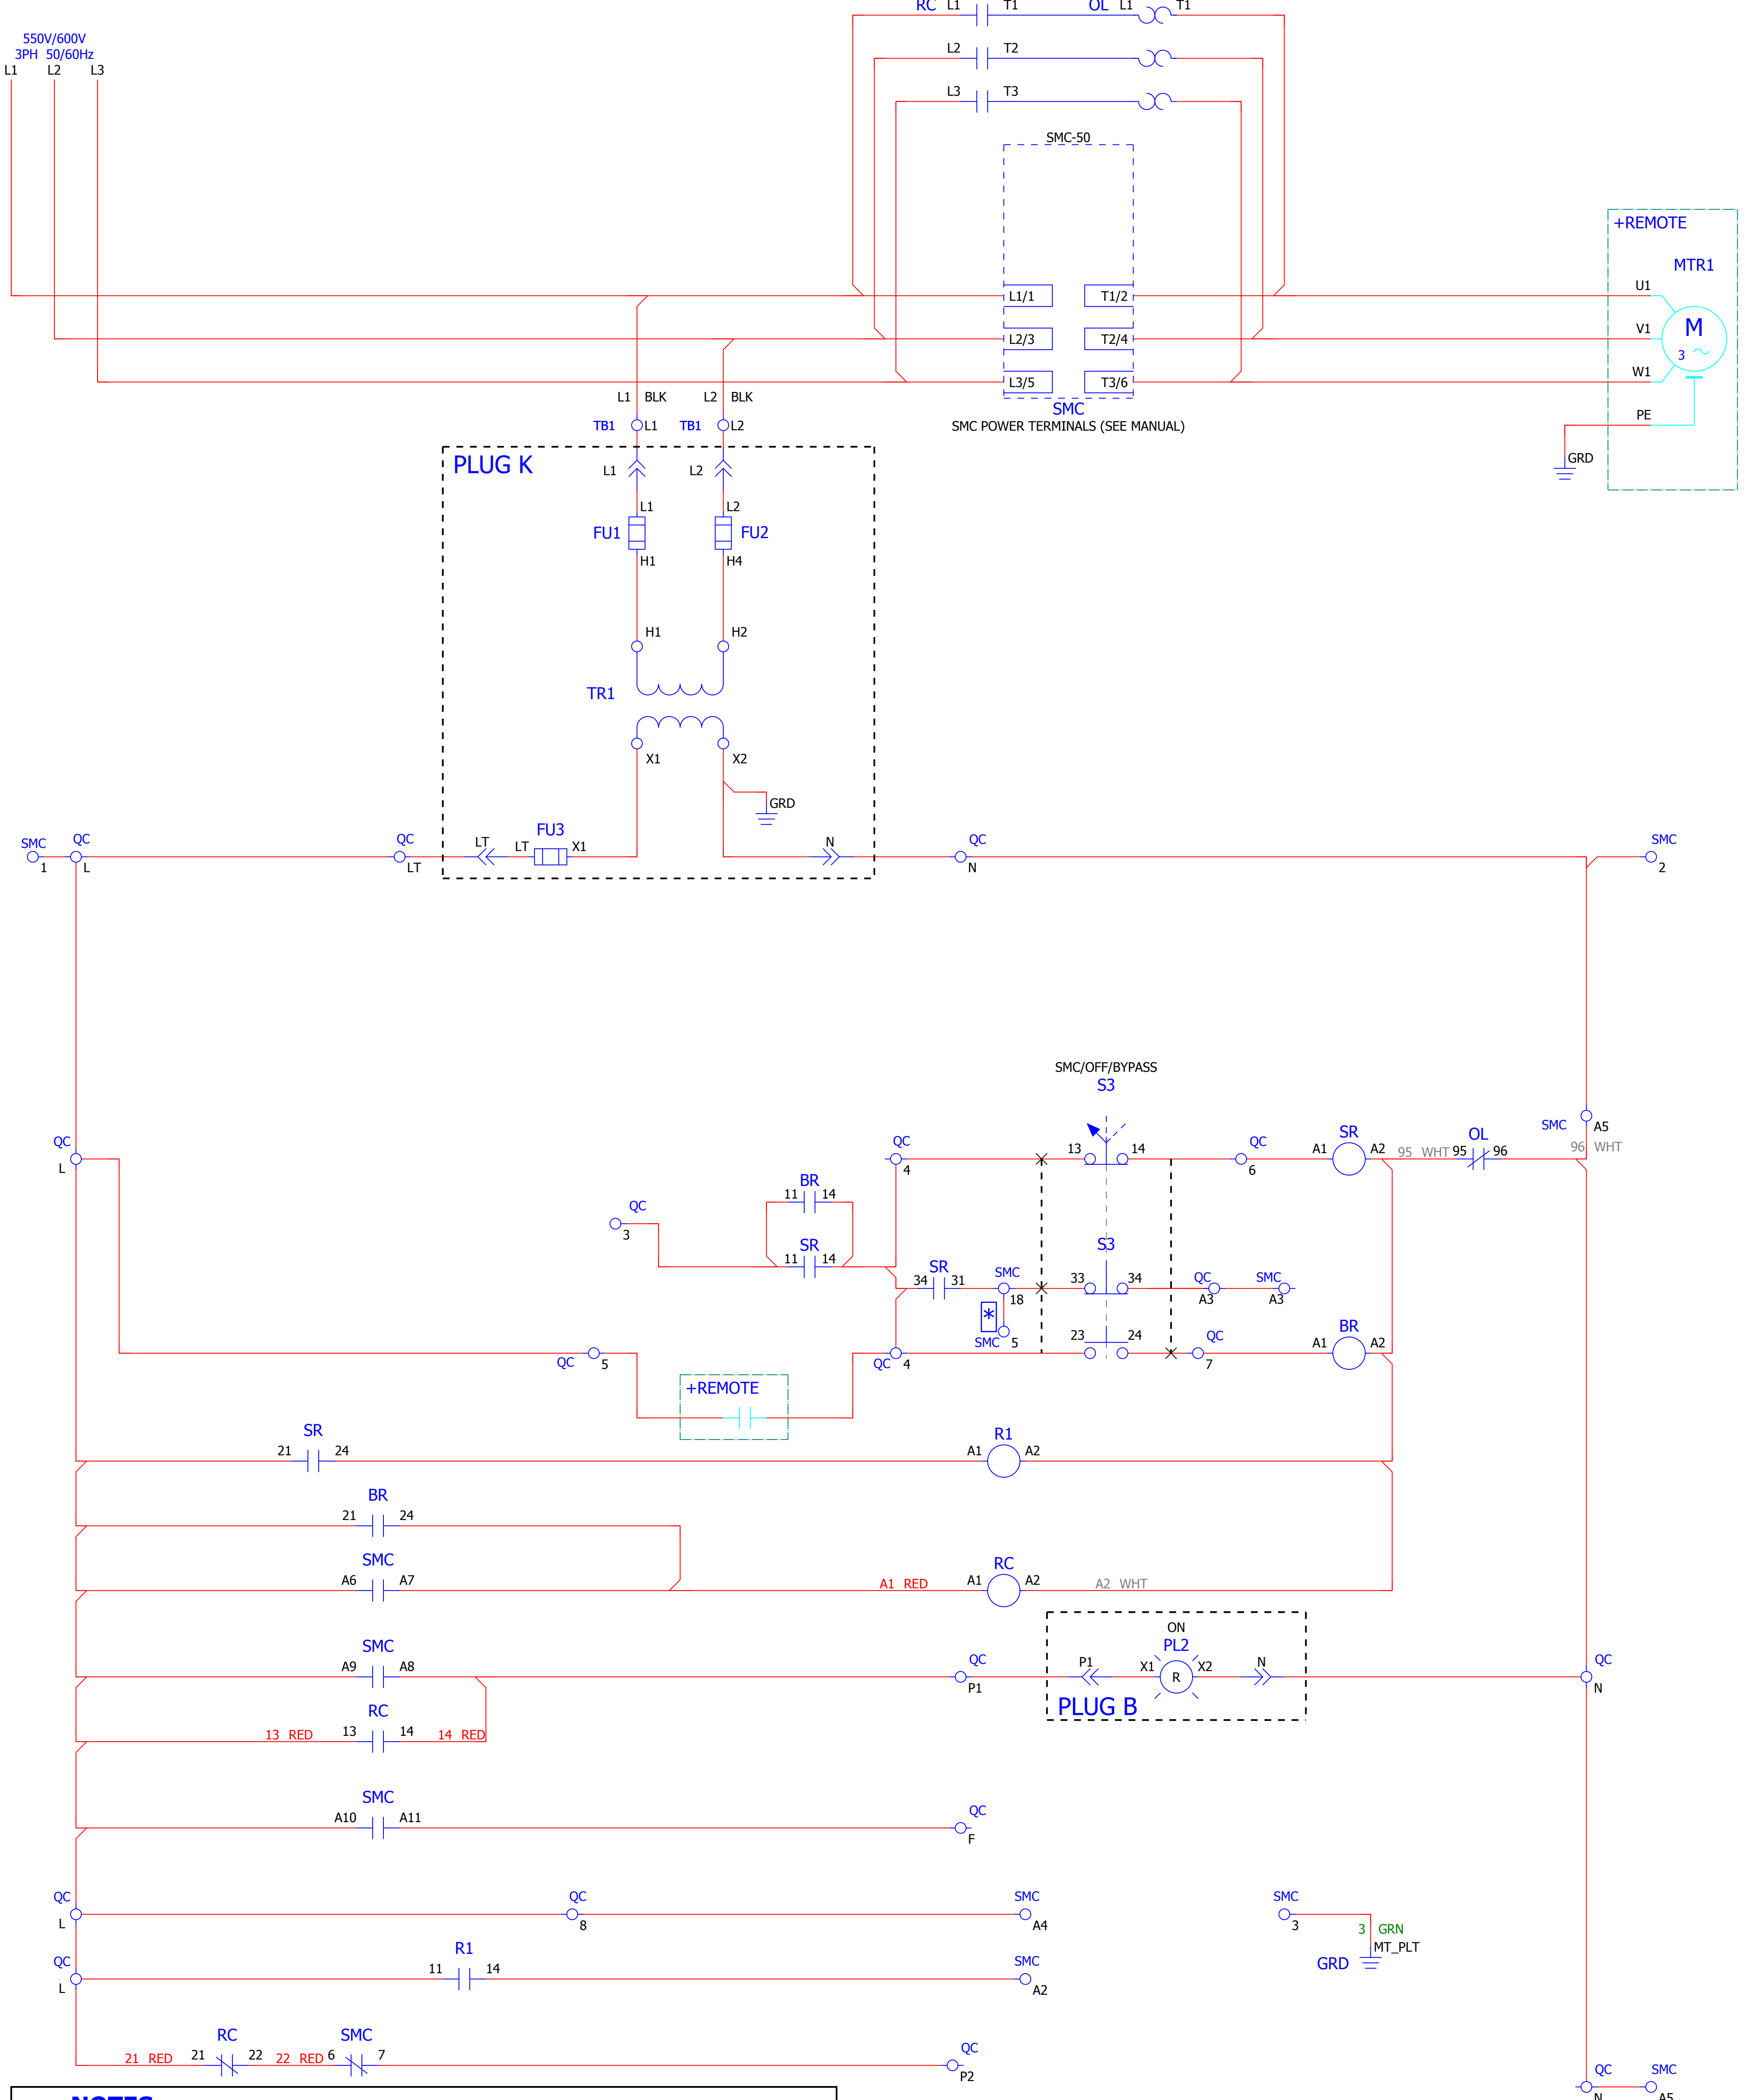 RC L1 T1 OL L1 T1
550V/600V
3PH 50/60Hz
L1 L2 L3
L2 T2
L3 T3
SMC-50
+REMOTE
MTR1
L1/1 T1/2 U1
L2/3 T2/4 V1 M
3
L3/5 T3/6 W1
L1 BLK L2 BLK
SMC
SMC POWER TERMINALS (SEE MANUAL)
PE
TB1 L1 TB1 L2
GRD
PLUG K
L1 L2
L1 L2
FU1 FU2
H1 H4
H1 H2
TR1
X1 X2
GRD
SMC QC QC FU3 N QC SMC
LT LT X1
1 L LT N 2
SMC/OFF/BYPASS
S3
SMC A5
QC QC 13 14 QC SR OL
A1 A2 95 WHT 95 96 96 WHT
L 4 6
BR
11 14
QC
3
SR S3
11 14
SR
34 31 SMC 33 34 QC SMC
18 A3 A3
*
SMC 5
23 24 QC BR
A1 A2
QC 5 QC 4 7
+REMOTE
SR R1
21 24 A1 A2
BR
21 24
SMC RC
A6 A7 A1 RED A1 A2 A2 WHT
ON
SMC PL2
A9 A8 QC P1 X1 R X2 N QC
P1 N
PLUG B
RC
13 RED 13 14 14 RED
SMC
A10 A11 QC
F
QC QC SMC SMC
L 8 A4 3
3 GRN
MT_PLT
GRD
QC R1 SMC
11 14
L A2
RC SMC
21 RED 21 22 22 RED 6 7 QC
P2
QC SMC
N A5
NOTES